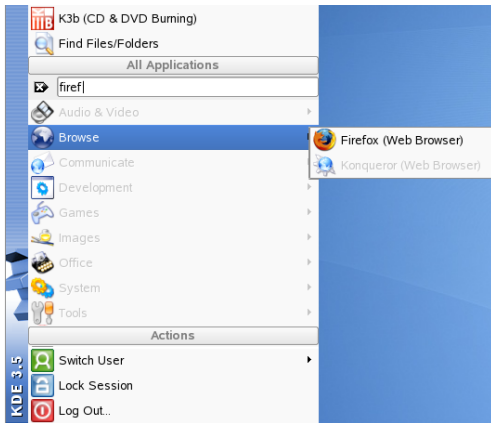 K3b (CD & DVD Burning)
Find Files/Folders
All Applications
firef
Audio & Video
Browse
Firefox (Web Browser)
Konqueror (Web Browser)
Communicate
Development
Games
Images
Office
System
Tools
Actions
Switch User
Lock Session
Log Out...
KDE 3.5